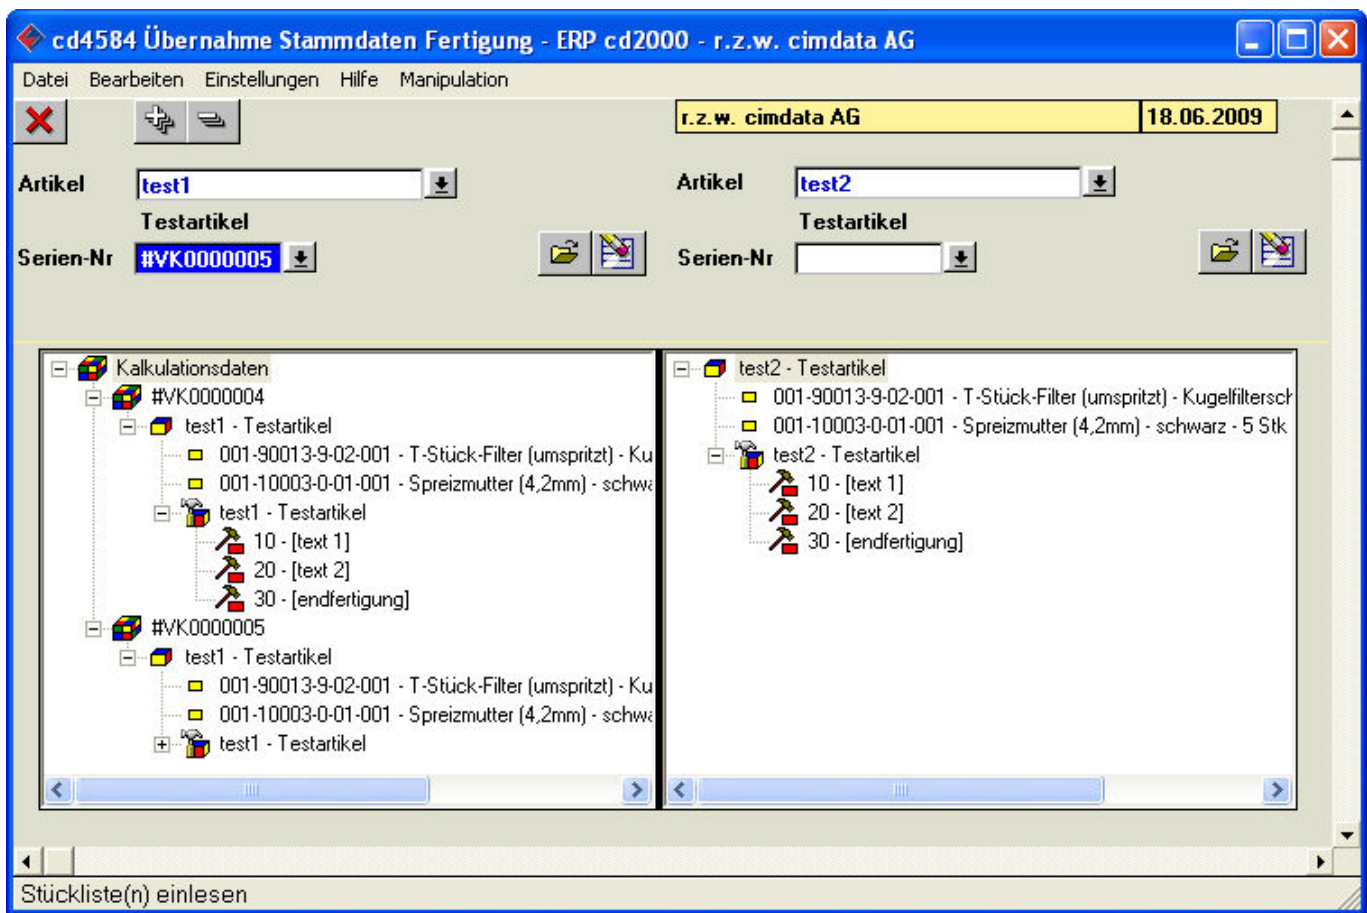 cd4584 Übernahme Stammdaten Fertigung - ERP cd2000 - r.z.w. cimdata AG
Datei Bearbeiten Einstellungen Hilfe Manipulation
r.z.w. cimdata AG 18.06.2009
Artikel test1 Artikel test2
Testartikel Testartikel
Serien-Nr #VK0000005 Serien-Nr
Kalkulationsdaten
#VK0000004
test1 - Testartikel
001-90013-9-02-001 - T-Stück-Filter (umspritzt) - Ku
001-10003-0-01-001 - Spreizmutter (4,2mm) - schwa
test1 - Testartikel
10 - [text 1]
20 - [text 2]
30 - [endfertigung]
#VK0000005
test1 - Testartikel
001-90013-9-02-001 - T-Stück-Filter (umspritzt) - Ku
001-10003-0-01-001 - Spreizmutter (4,2mm) - schwa
test1 - Testartikel
test2 - Testartikel
001-90013-9-02-001 - T-Stück-Filter (umspritzt) - Kugelfiltersch
001-10003-0-01-001 - Spreizmutter (4,2mm) - schwarz - 5 Stk
test2 - Testartikel
10 - [text 1]
20 - [text 2]
30 - [endfertigung]
Stückliste(n) einlesen